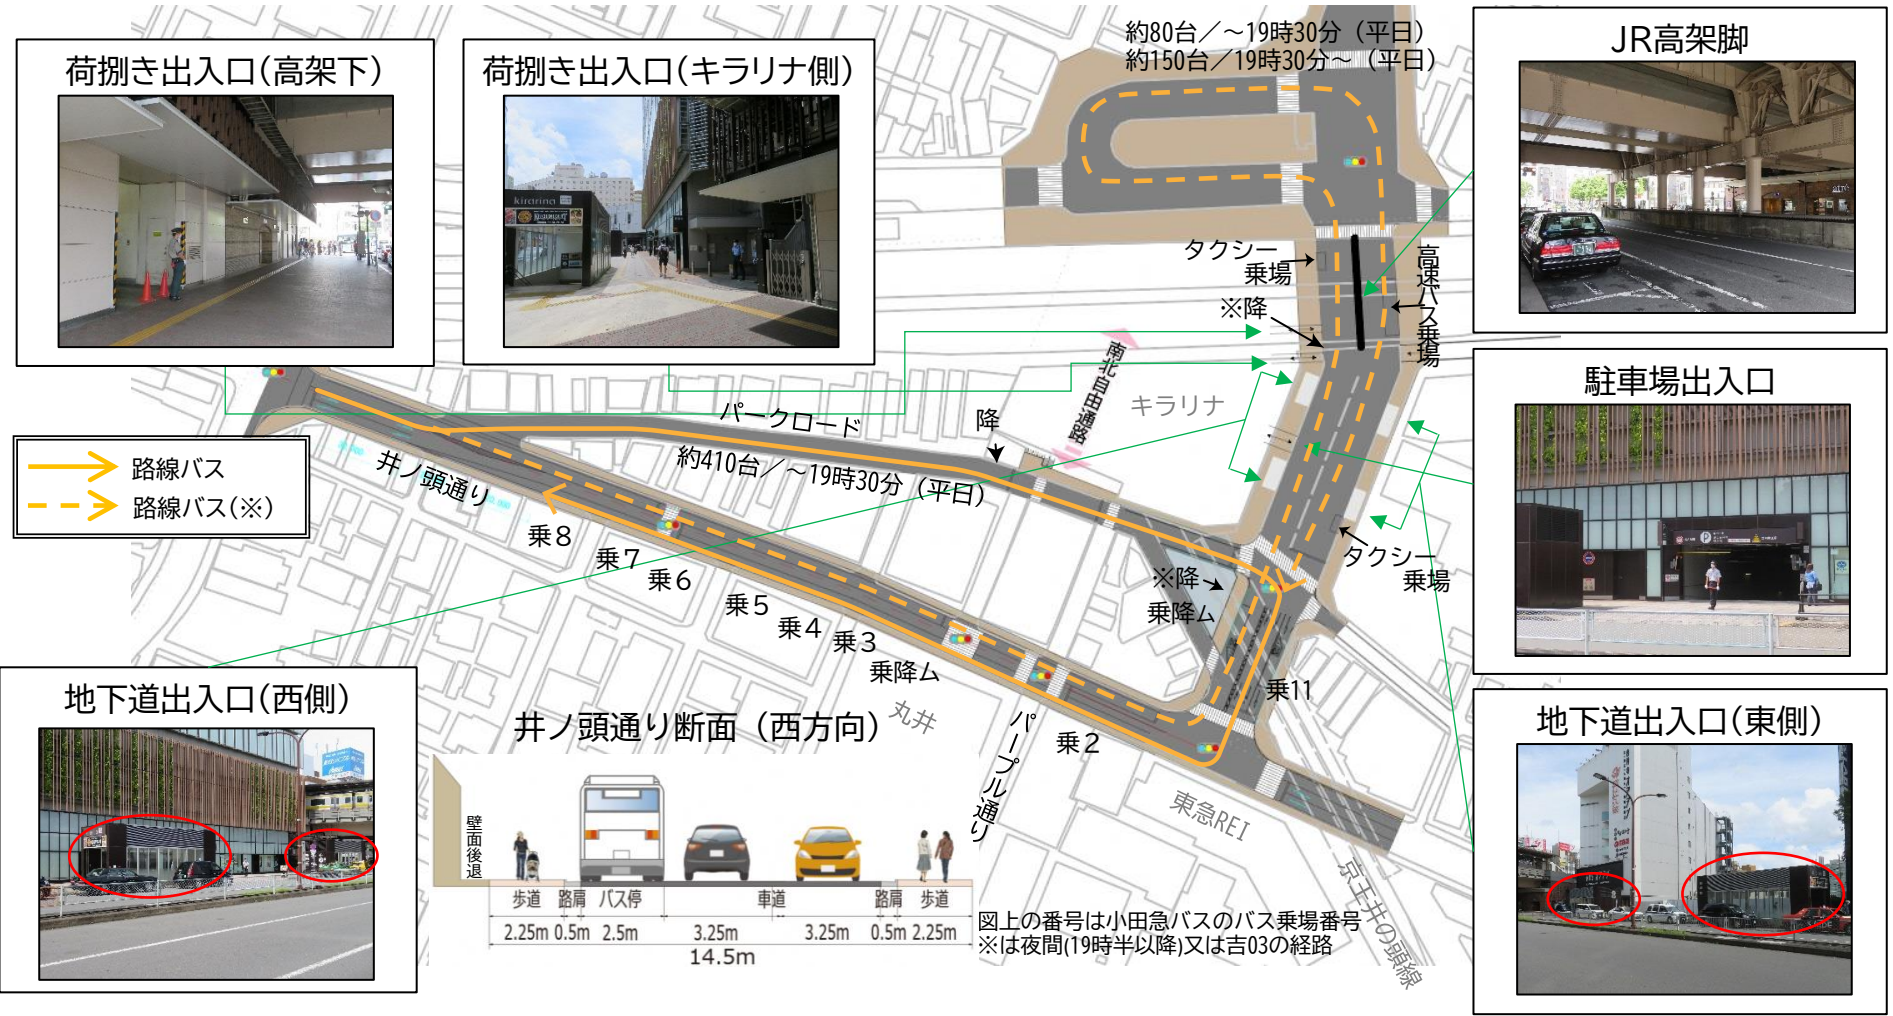 荷捌き出入口(高架下)
荷捌き出入口(キラリナ側)
kirarina
約80台／～19時30分（平日）
約150台／19時30分～（平日）
JR高架脚
タクシー
乗場
高速バス乗場
※降
南北自由通路
キラリナ
駐車場出入口
P
パークロード
降
約410台／～19時30分（平日）
井ノ頭通り
路線バス
路線バス(※)
乗8
乗7
乗6
乗5
乗4
乗3
乗降ム
※降
乗降ム
タクシー
乗場
乗11
乗2
丸井
パープル通り
東急REI
京王井の頭線
地下道出入口(西側)
地下道出入口(東側)
井ノ頭通り断面（西方向）
壁面後退
歩道
路肩
バス停
車道
路肩
歩道
2.25m
0.5m
2.5m
3.25m
3.25m
0.5m
2.25m
14.5m
図上の番号は小田急バスのバス乗場番号
※は夜間(19時半以降)又は吉03の経路